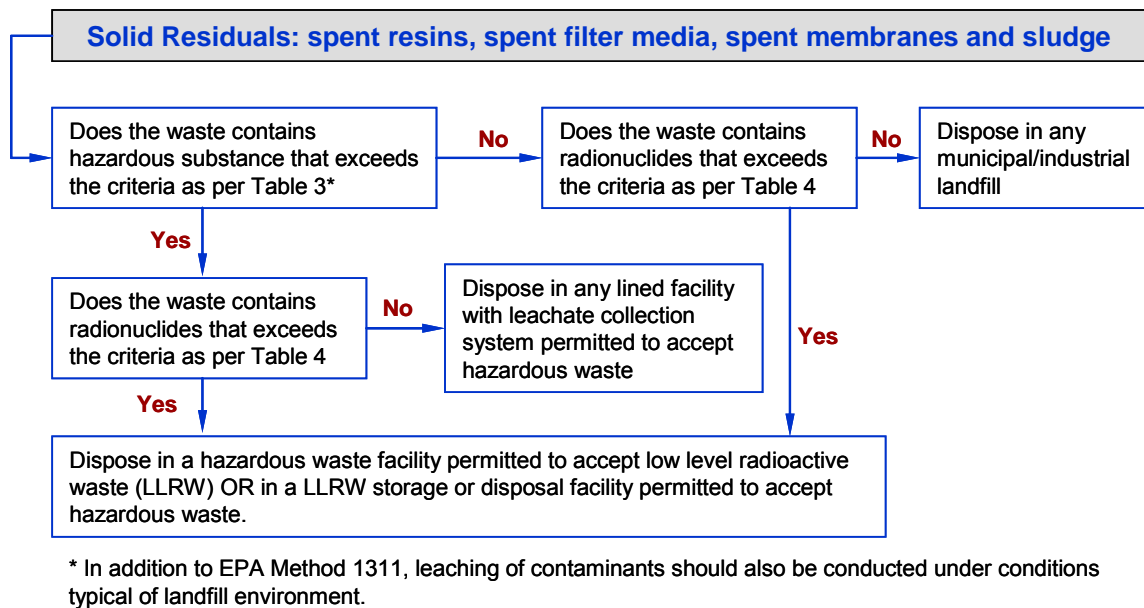 Solid Residuals: spent resins, spent filter media, spent membranes and sludge
Does the waste contains
hazardous substance that exceeds
the criteria as per Table 3*
No
Does the waste contains
radionuclides that exceeds
the criteria as per Table 4
No
Dispose in any
municipal/industrial
landfill
Yes
Does the waste contains
radionuclides that exceeds
the criteria as per Table 4
No
Dispose in any lined facility
with leachate collection
system permitted to accept
hazardous waste
Yes
Yes
Dispose in a hazardous waste facility permitted to accept low level radioactive
waste (LLRW) OR in a LLRW storage or disposal facility permitted to accept
hazardous waste.
* In addition to EPA Method 1311, leaching of contaminants should also be conducted under conditions
typical of landfill environment.